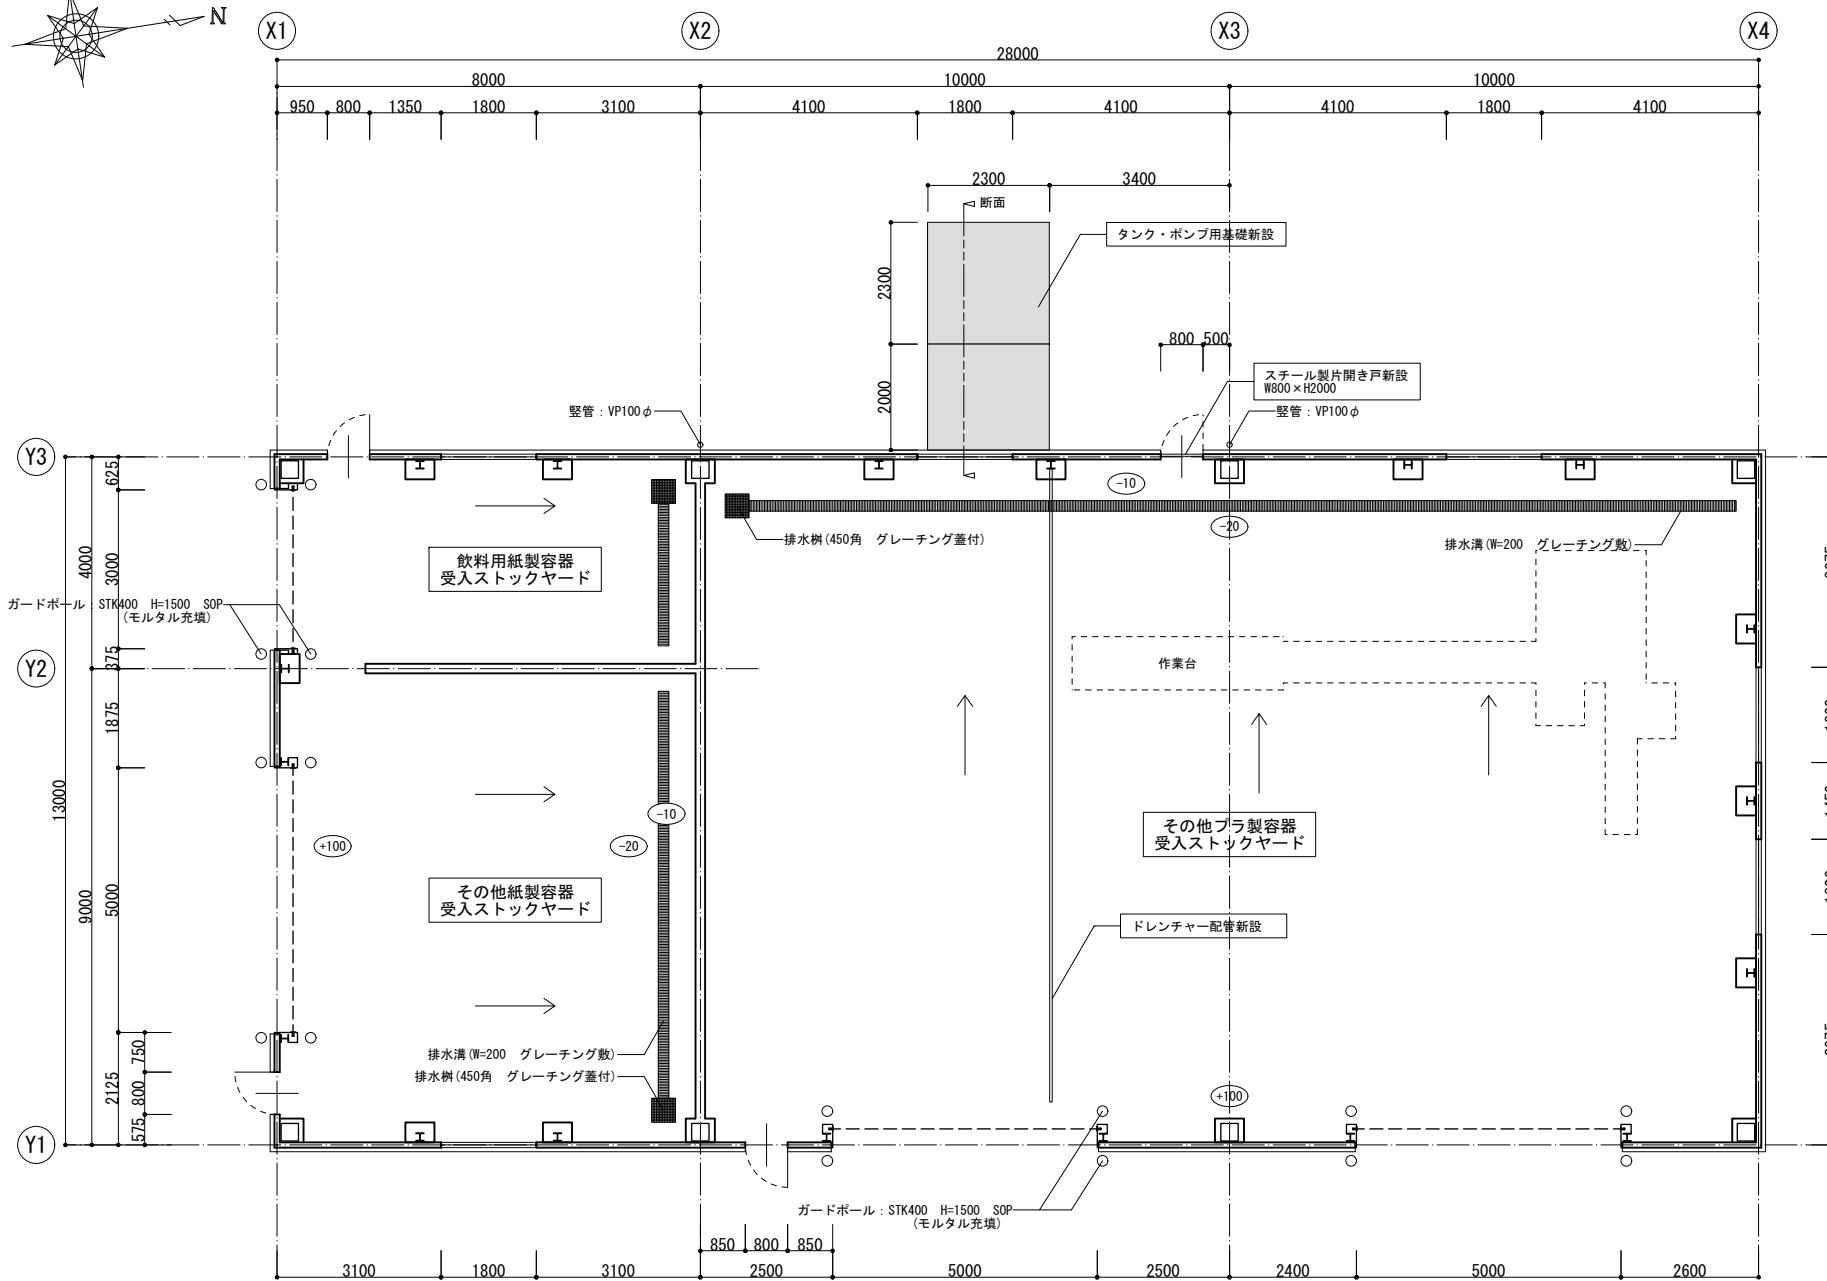 N
X1
X2
X3
X4
28000
8000
10000
10000
950
800
1350
1800
3100
4100
1800
4100
4100
1800
4100
2300
3400
断面
タンク・ポンプ用基礎新設
2300
2000
800
500
スチール製片開き戸新設
W800×H2000
竪管：VP100φ
竪管：VP100φ
Y3
Y2
Y1
13000
4000
9000
625
3000
375
1875
5000
2125
750
800
575
-10
-20
排水桝(450角　グレーチング蓋付)
排水溝(W=200　グレーチング敷)
飲料用紙製容器
受入ストックヤード
ガードポール：STK400　H=1500　SOP
(モルタル充填)
作業台
-10
+100
-20
その他プラ製容器
受入ストックヤード
その他紙製容器
受入ストックヤード
ドレンチャー配管新設
排水溝(W=200　グレーチング敷)
排水桝(450角　グレーチング蓋付)
+100
ガードポール：STK400　H=1500　SOP
(モルタル充填)
850
800
850
3100
1800
3100
2500
5000
2500
2400
5000
2600